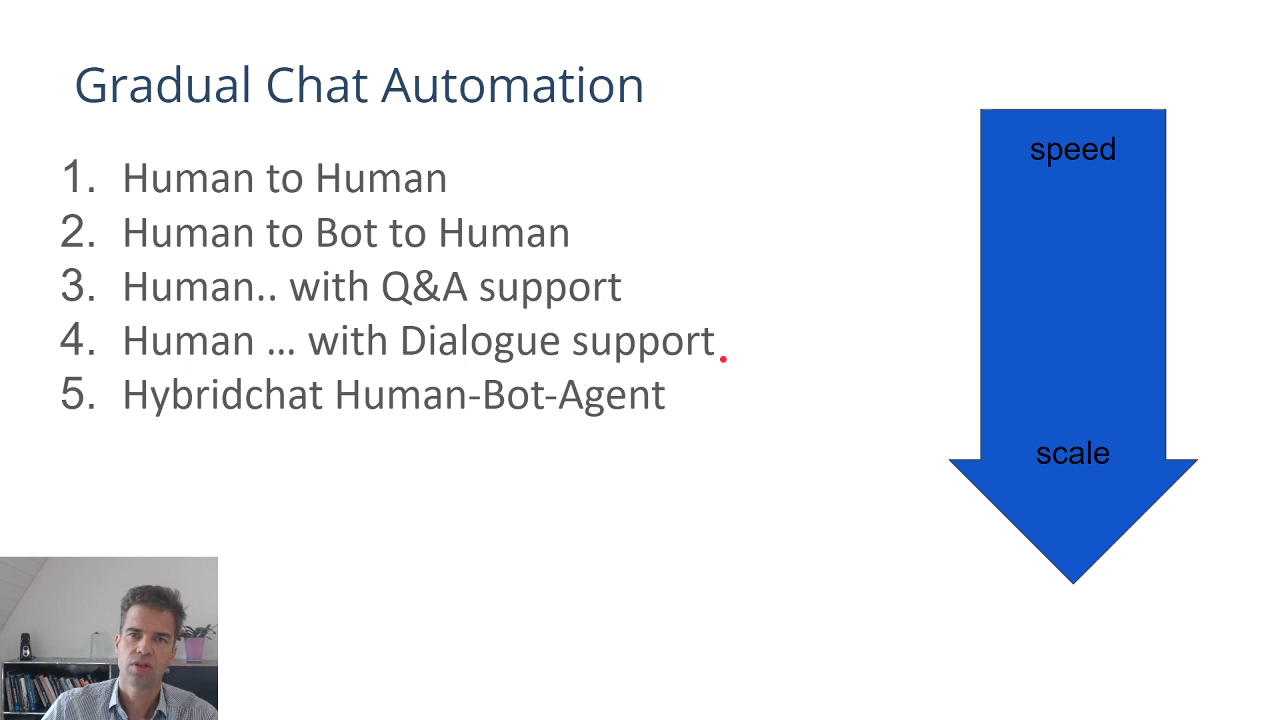 Gradual Chat Automation
1. Human to Human
2. Human to Bot to Human
3. Human.. with Q&A support
4. Human ... with Dialogue support
5. Hybridchat Human-Bot-Agent
speed
scale